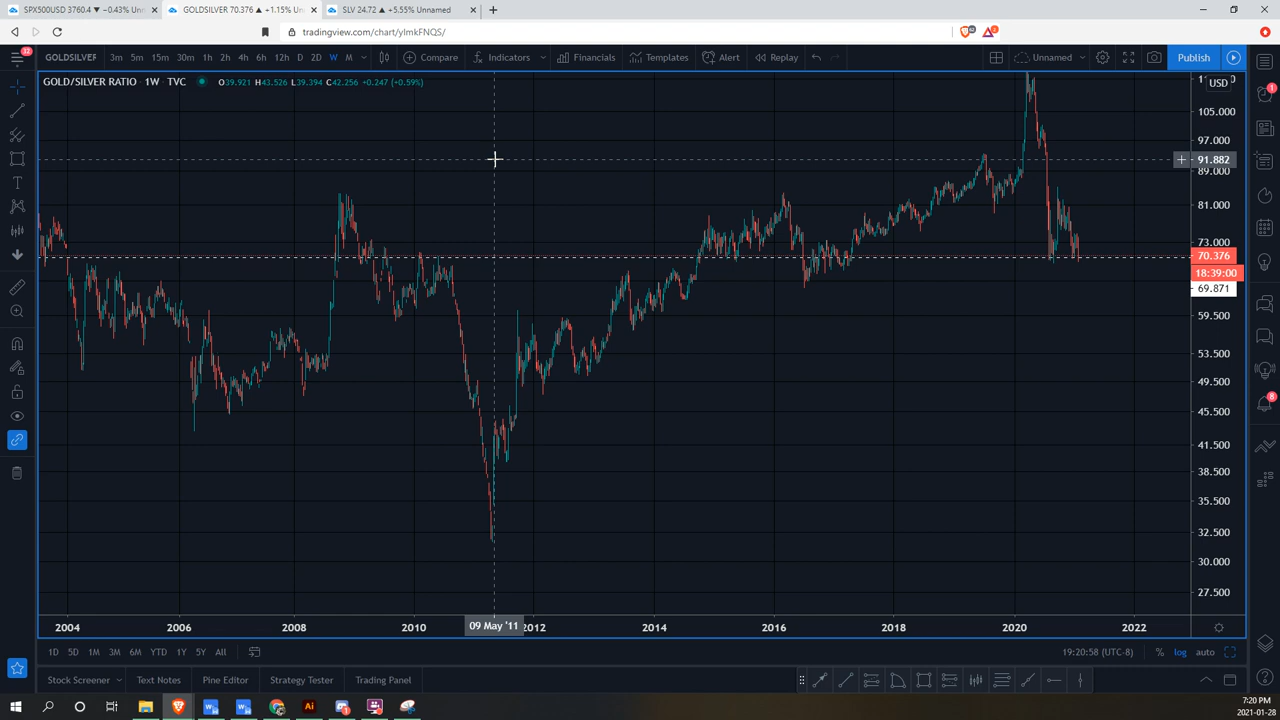 SPX500USD 3760.4 ▼ −0.43% Unn
GOLDSILVER 70.376 ▲ +1.15% Unn
SLV 24.72 ▲ +5.55% Unnamed
tradingview.com/chart/yImkFNQS/
32
GOLDSILVER 3m 5m 15m 30m 1h 2h 4h 6h 12h D 2D W M Compare Indicators Financials Templates Alert Replay Unnamed Publish
GOLD/SILVER RATIO · 1W · TVC O39.921 H43.526 L39.394 C42.256 +0.247 (+0.59%)
USD
1
105.000
97.000
91.882
89.000
81.000
73.000
70.376
18:39:00
69.871
59.500
53.500
49.500
8
45.500
41.500
38.500
35.500
32.500
30.000
27.500
2004 2006 2008 2010 09 May '11 2012 2014 2016 2018 2020 2022
1D 5D 1M 3M 6M YTD 1Y 5Y All 19:20:58 (UTC-8) % log auto
Stock Screener Text Notes Pine Editor Strategy Tester Trading Panel
7:20 PM
2021-01-28